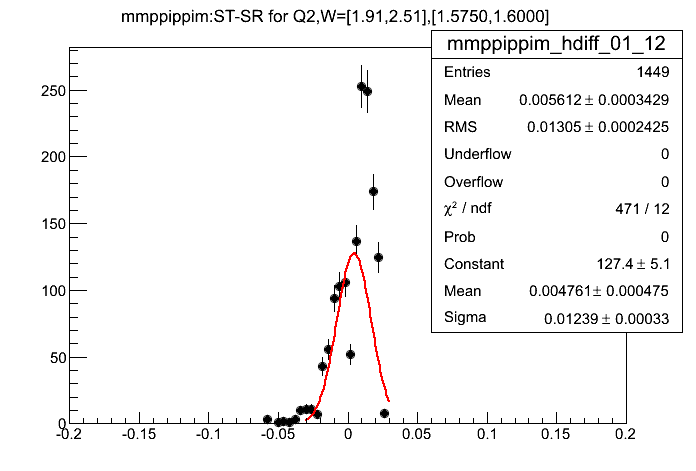 mmppippim:ST-SR for Q2,W=[1.91,2.51],[1.5750,1.6000]
mmppippim_hdiff_01_12
Entries 1449
Mean 0.005612 ± 0.0003429
RMS 0.01305 ± 0.0002425
Underflow 0
Overflow 0
χ² / ndf 471 / 12
Prob 0
Constant 127.4 ± 5.1
Mean 0.004761 ± 0.000475
Sigma 0.01239 ± 0.00033
250
200
150
100
50
0
-0.2 -0.15 -0.1 -0.05 0 0.05 0.1 0.15 0.2